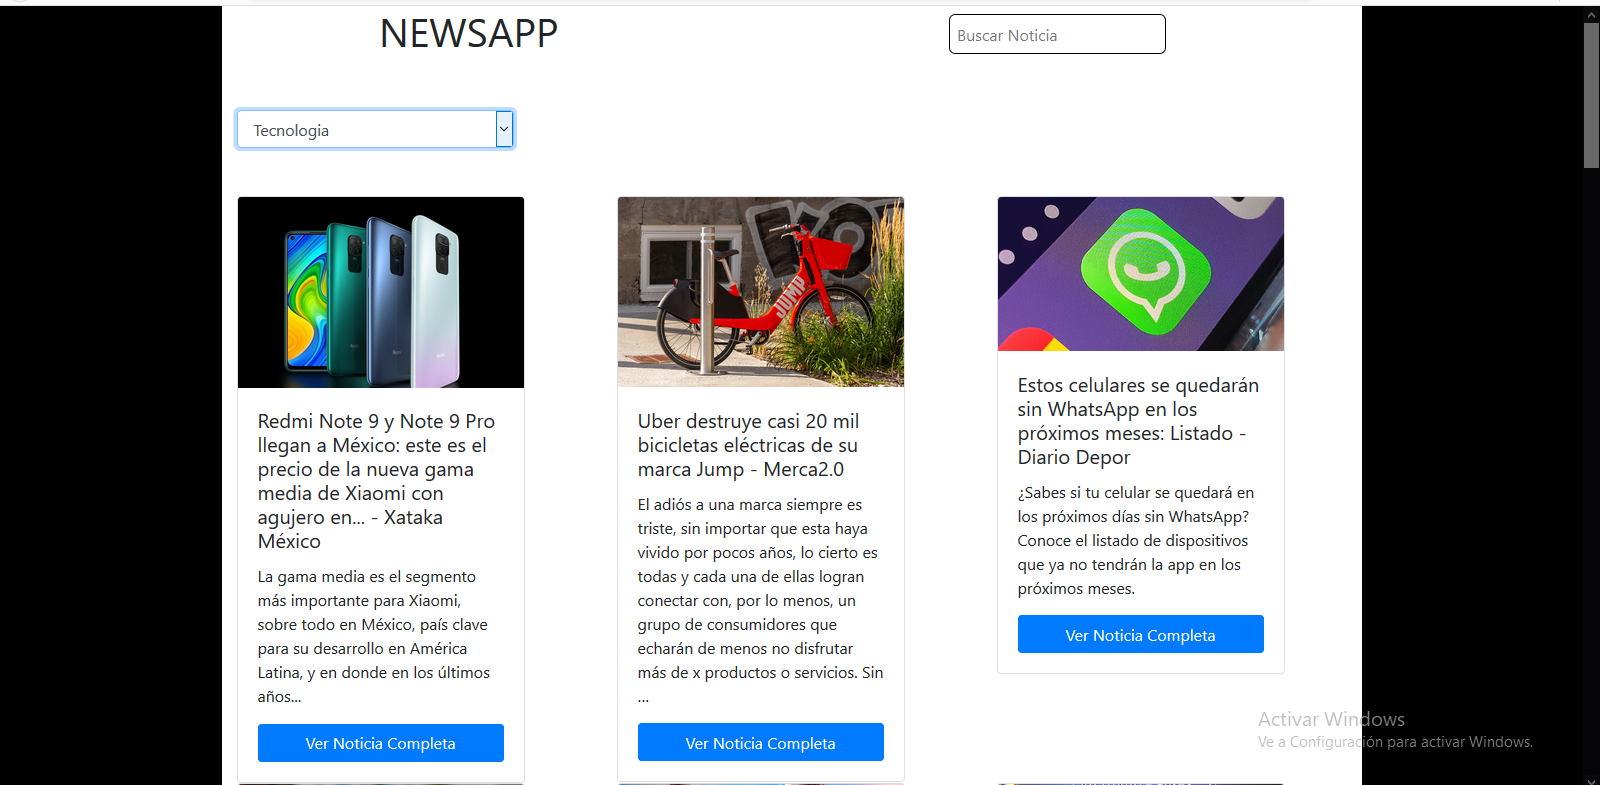 NEWSAPP
Buscar Noticia
Tecnologia
Redmi Note 9 y Note 9 Pro
llegan a México: este es el
precio de la nueva gama
media de Xiaomi con
agujero en... - Xataka
México
La gama media es el segmento
más importante para Xiaomi,
sobre todo en México, país clave
para su desarrollo en América
Latina, y en donde en los últimos
años...
Ver Noticia Completa
JUMP
Uber destruye casi 20 mil
bicicletas eléctricas de su
marca Jump - Merca2.0
El adiós a una marca siempre es
triste, sin importar que esta haya
vivido por pocos años, lo cierto es
todas y cada una de ellas logran
conectar con, por lo menos, un
grupo de consumidores que
echarán de menos no disfrutar
más de x productos o servicios. Sin
...
Ver Noticia Completa
Estos celulares se quedarán
sin WhatsApp en los
próximos meses: Listado -
Diario Depor
¿Sabes si tu celular se quedará en
los próximos días sin WhatsApp?
Conoce el listado de dispositivos
que ya no tendrán la app en los
próximos meses.
Ver Noticia Completa
Activar Windows
Ve a Configuración para activar Windows.